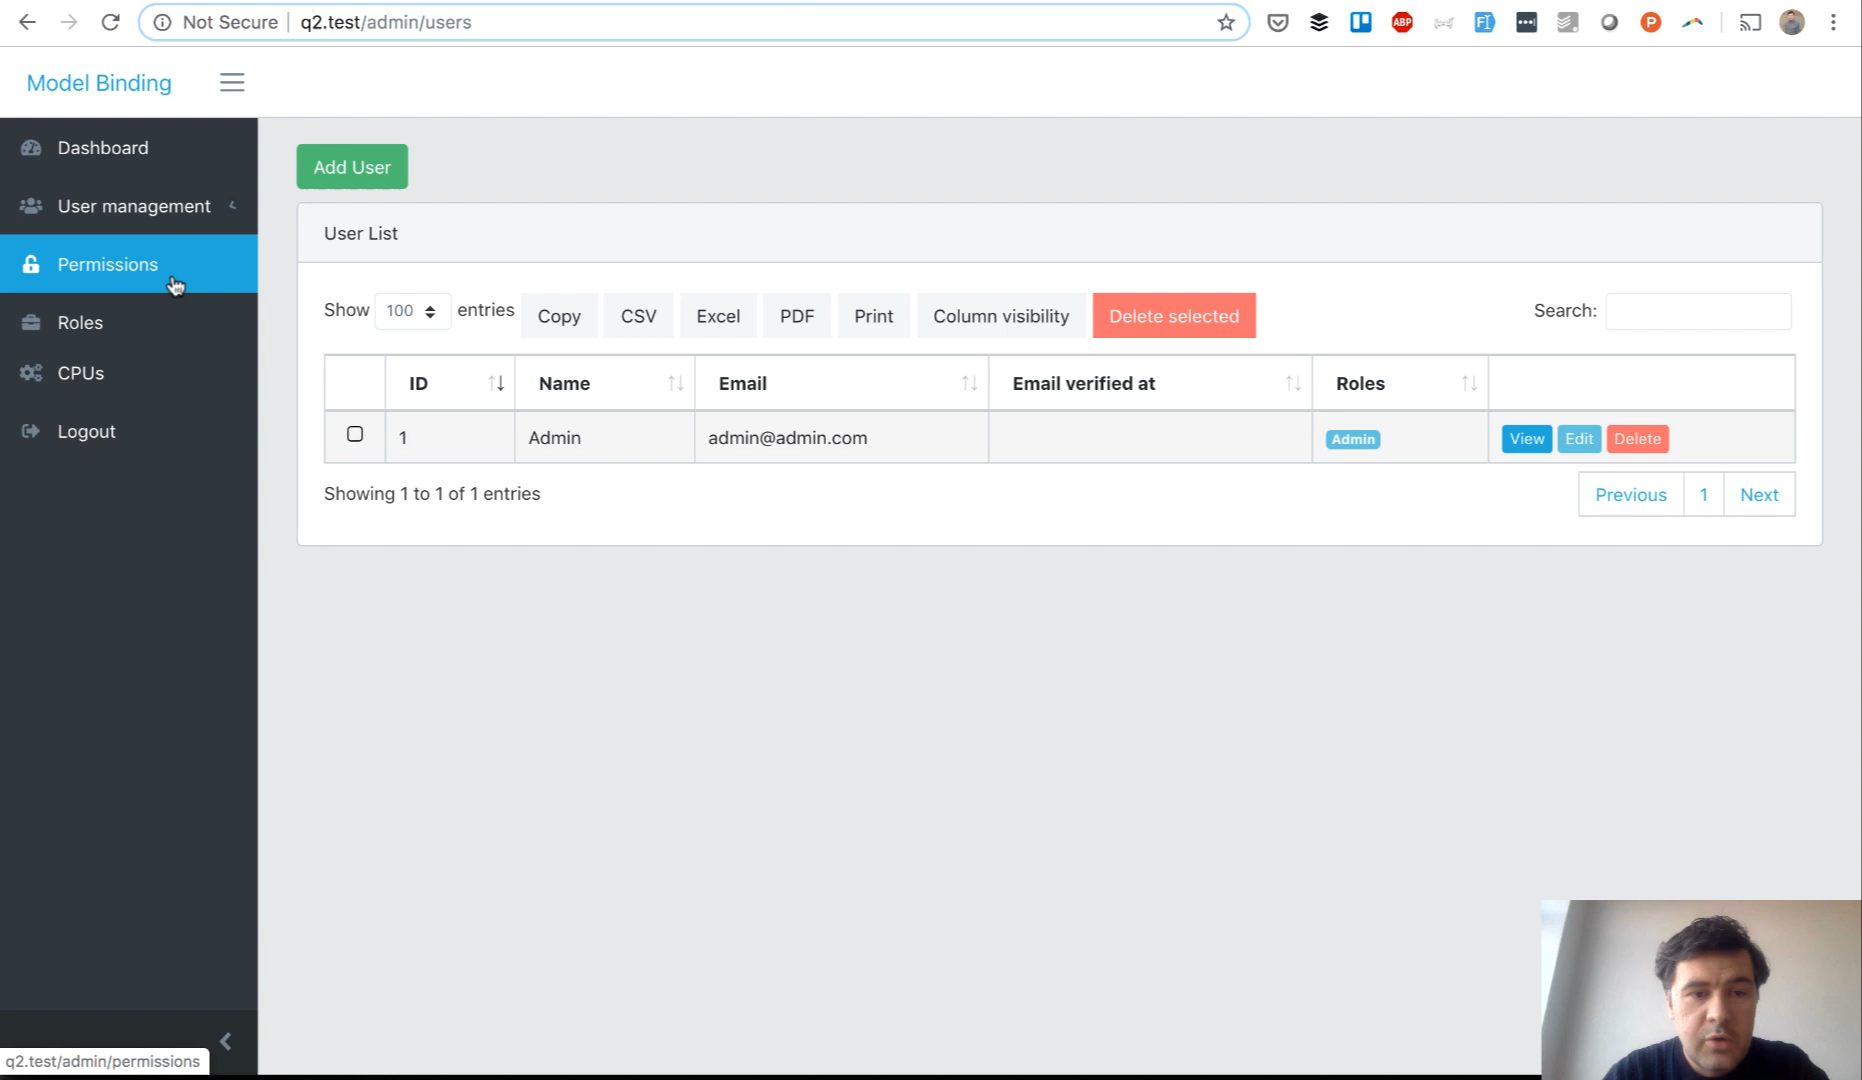 Not Secure | q2.test/admin/users
ABP
P
Model Binding
Dashboard
User management
Permissions
Roles
CPUs
Logout
Add User
User List
Show 100 entries Copy CSV Excel PDF Print Column visibility Delete selected Search:
ID Name Email Email verified at Roles
1 Admin admin@admin.com Admin View Edit Delete
Showing 1 to 1 of 1 entries
Previous 1 Next
q2.test/admin/permissions